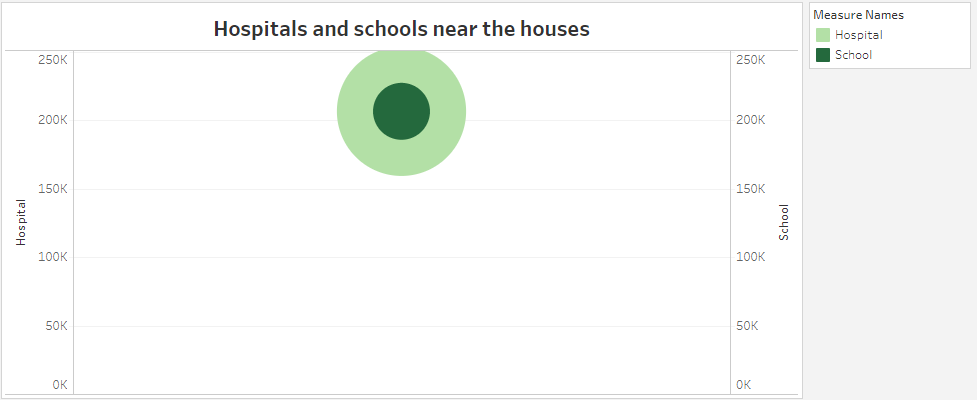 Hospitals and schools near the houses
Measure Names
Hospital
School
250K
200K
150K
100K
50K
0K
Hospital
250K
200K
150K
100K
50K
0K
School